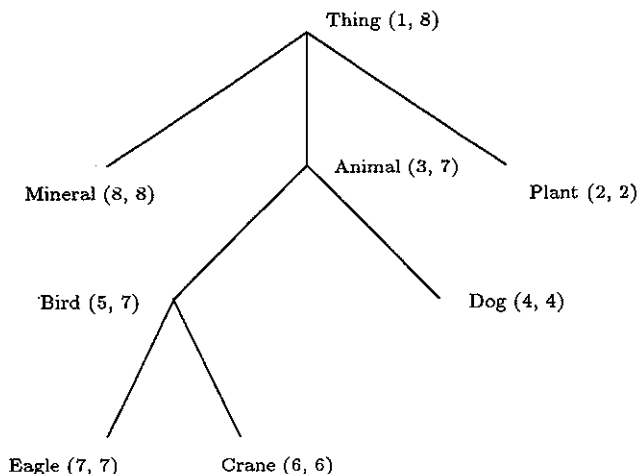 Thing (1, 8)
Animal (3, 7)
Mineral (8, 8)
Plant (2, 2)
Bird (5, 7)
Dog (4, 4)
Eagle (7, 7)
Crane (6, 6)